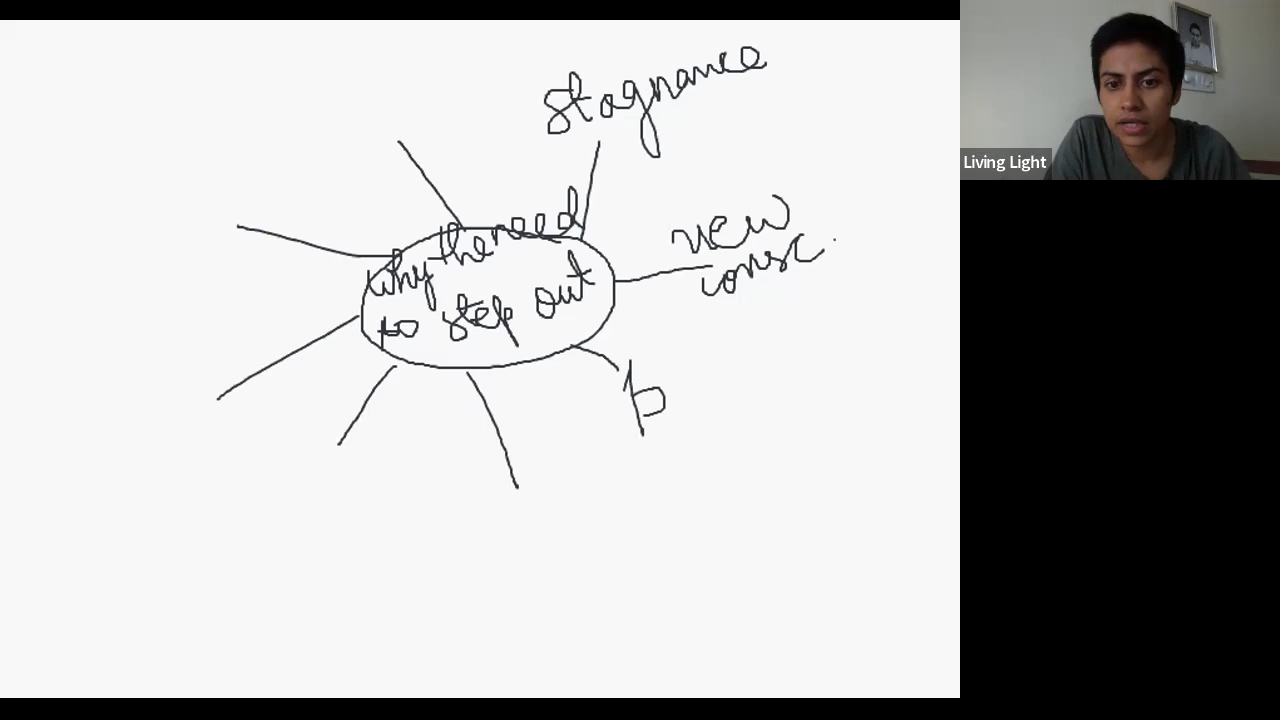 stagnance
new
consc.
why the need
to step out
p
Living Light